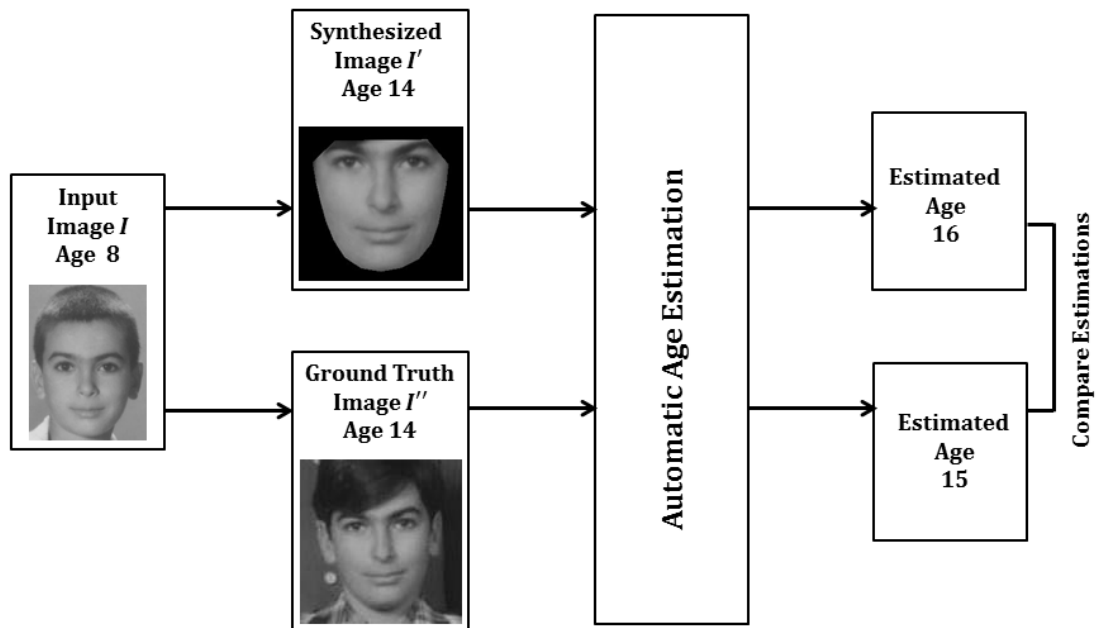 Input
Image I
Age 8
Synthesized
Image I′
Age 14
Ground Truth
Image I′′
Age 14
Automatic Age Estimation
Estimated
Age
16
Estimated
Age
15
Compare Estimations